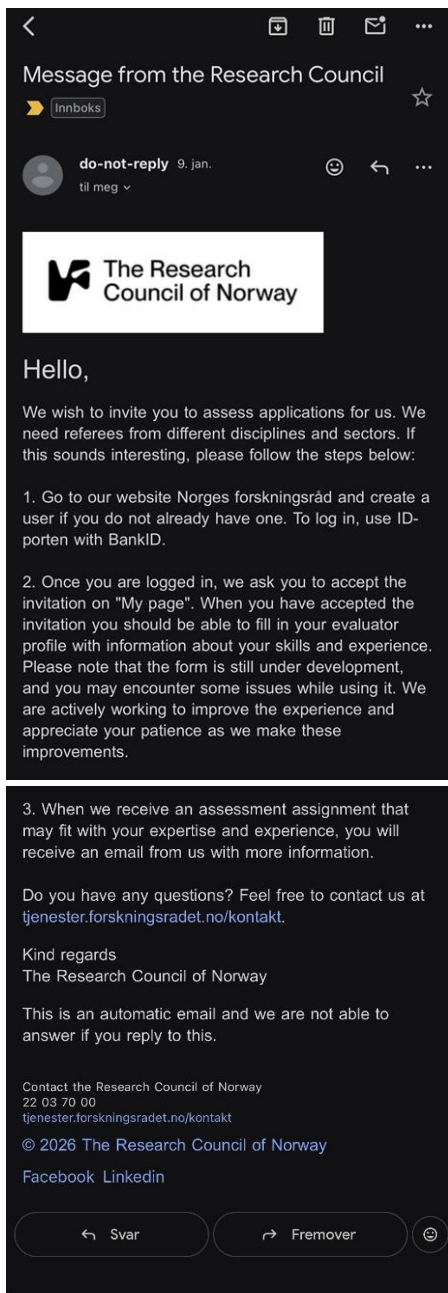 Message from the Research Council
Innboks
do-not-reply 9. jan.
til meg
The Research
Council of Norway
Hello,
We wish to invite you to assess applications for us. We
need referees from different disciplines and sectors. If
this sounds interesting, please follow the steps below:
1. Go to our website Norges forskningsråd and create a
user if you do not already have one. To log in, use ID-
porten with BankID.
2. Once you are logged in, we ask you to accept the
invitation on "My page". When you have accepted the
invitation you should be able to fill in your evaluator
profile with information about your skills and experience.
Please note that the form is still under development,
and you may encounter some issues while using it. We
are actively working to improve the experience and
appreciate your patience as we make these
improvements.
3. When we receive an assessment assignment that
may fit with your expertise and experience, you will
receive an email from us with more information.
Do you have any questions? Feel free to contact us at
tjenester.forskningsradet.no/kontakt.
Kind regards
The Research Council of Norway
This is an automatic email and we are not able to
answer if you reply to this.
Contact the Research Council of Norway
22 03 70 00
tjenester.forskningsradet.no/kontakt
© 2026 The Research Council of Norway
Facebook Linkedin
Svar
Fremover